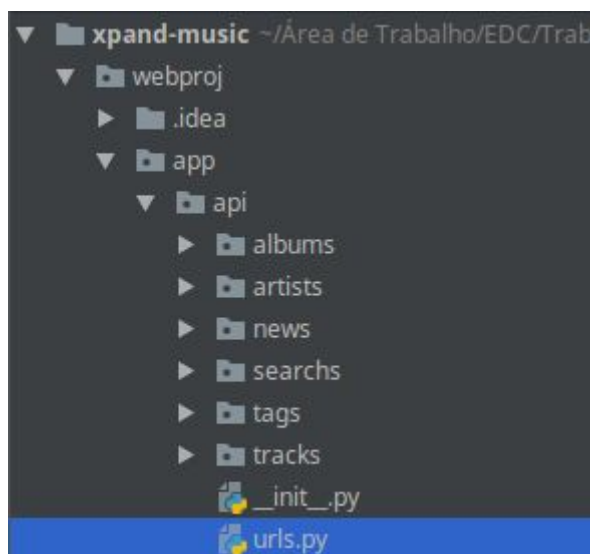 xpand-music ~/Área de Trabalho/EDC/Trab
webproj
.idea
app
api
albums
artists
news
searchs
tags
tracks
__init__.py
urls.py